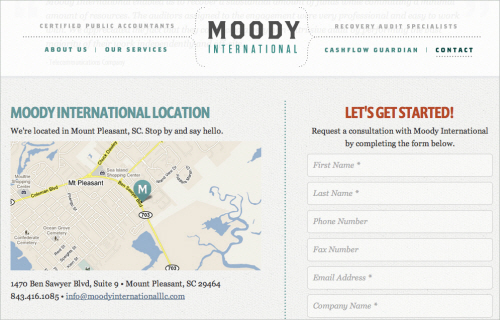 CERTIFIED PUBLIC ACCOUNTANTS
MOODY
INTERNATIONAL
RECOVERY AUDIT SPECIALISTS
ABOUT US | OUR SERVICES
CASHFLOW GUARDIAN | CONTACT
MOODY INTERNATIONAL LOCATION
We're located in Mount Pleasant, SC. Stop by and say hello.
Mt Pleasant
Sea Island
Shopping Center
Moultrie
Shopping
Center
Chuck Dawley
Coleman Blvd
Ben Sawyer Blvd
M
703
703
Ocean Grove
Cemetery
Confederate
Cemetery
1470 Ben Sawyer Blvd, Suite 9 • Mount Pleasant, SC 29464
843.416.1085 • info@moodyinternationalllc.com
LET'S GET STARTED!
Request a consultation with Moody International
by completing the form below.
First Name *
Last Name *
Phone Number
Fax Number
Email Address *
Company Name *